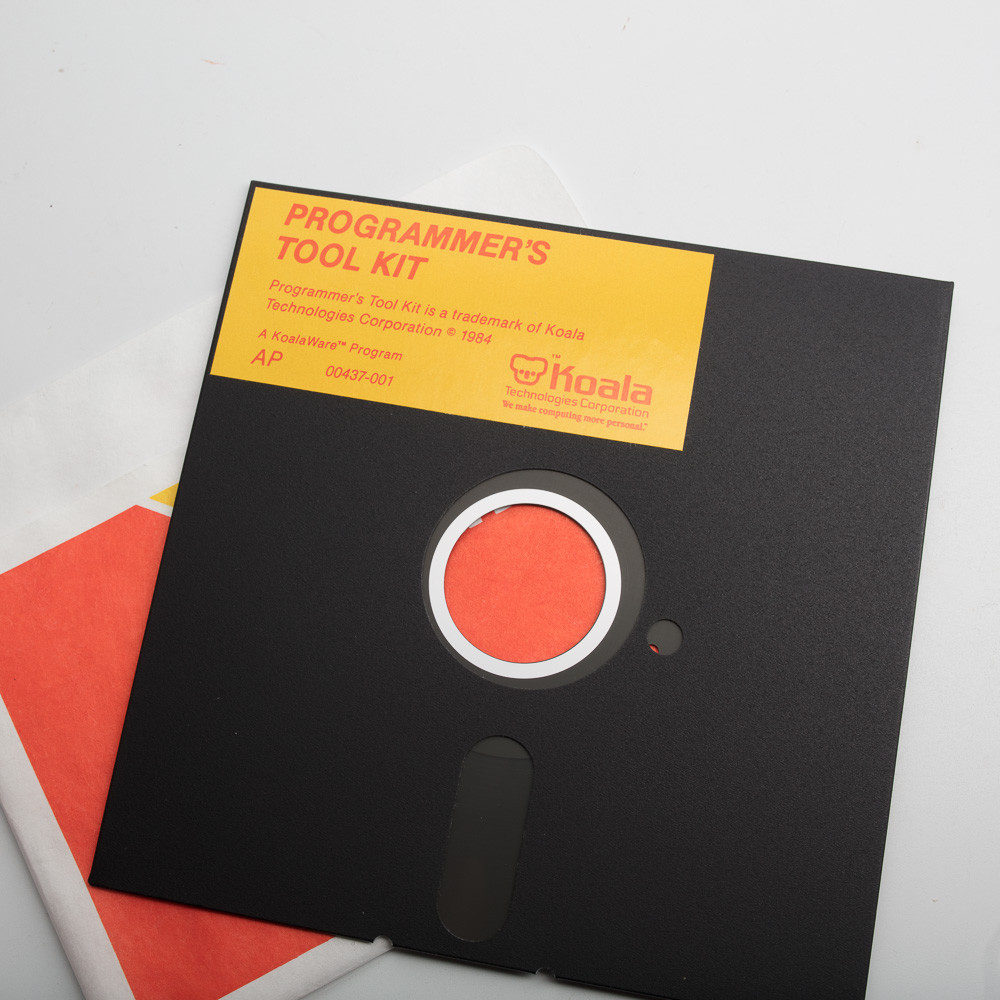 PROGRAMMER'S
TOOL KIT
Programmer's Tool Kit is a trademark of Koala
Technologies Corporation © 1984
A KoalaWare™ Program
AP 00437-001
™
Koala
Technologies Corporation
We make computing more personal.™